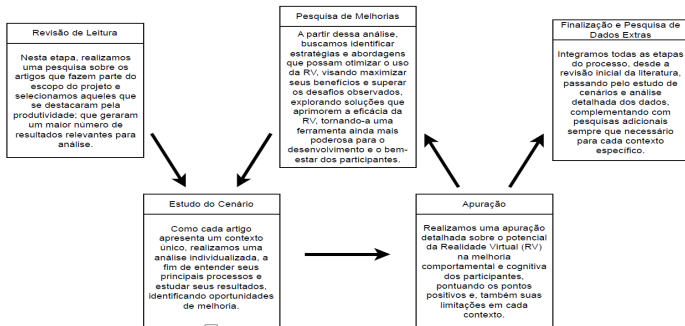 Revisão de Leitura
Nesta etapa, realizamos
uma pesquisa sobre os
artigos que fazem parte do
escopo do projeto e
selecionamos aqueles que
se destacaram pela
produtividade; que geraram
um maior número de
resultados relevantes para
análise.
Pesquisa de Melhorias
A partir dessa análise,
buscamos identificar
estratégias e abordagens
que possam otimizar o uso
da RV, visando maximizar
seus benefícios e superar
os desafios observados,
explorando soluções que
aprimorem a eficácia da
RV, tornando-a uma
ferramenta ainda mais
poderosa para o
desenvolvimento e o bem-
estar dos participantes.
Finalização e Pesquisa de
Dados Extras
Integramos todas as etapas
do processo, desde a
revisão inicial da literatura,
passando pelo estudo de
cenários e análise
detalhada dos dados,
complementando com
pesquisas adicionais
sempre que necessário
para cada contexto
específico.
Estudo do Cenário
Como cada artigo
apresenta um contexto
único, realizamos uma
análise individualizada, a
fim de entender seus
principais processos e
estudar seus resultados,
identificando oportunidades
de melhoria.
Apuração
Realizamos uma apuração
detalhada sobre o potencial
da Realidade Virtual (RV)
na melhoria
comportamental e cognitiva
dos participantes,
pontuando os pontos
positivos e, também suas
limitações em cada
contexto.